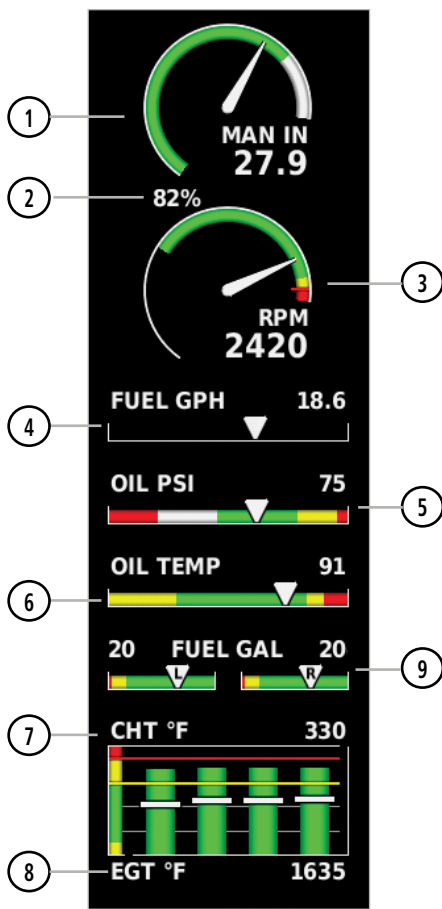 1
MAN IN
27.9
2
82%
3
RPM
2420
4
FUEL GPH 18.6
OIL PSI 75
5
OIL TEMP 91
6
20 FUEL GAL 20
L R
9
7
CHT °F 330
8
EGT °F 1635